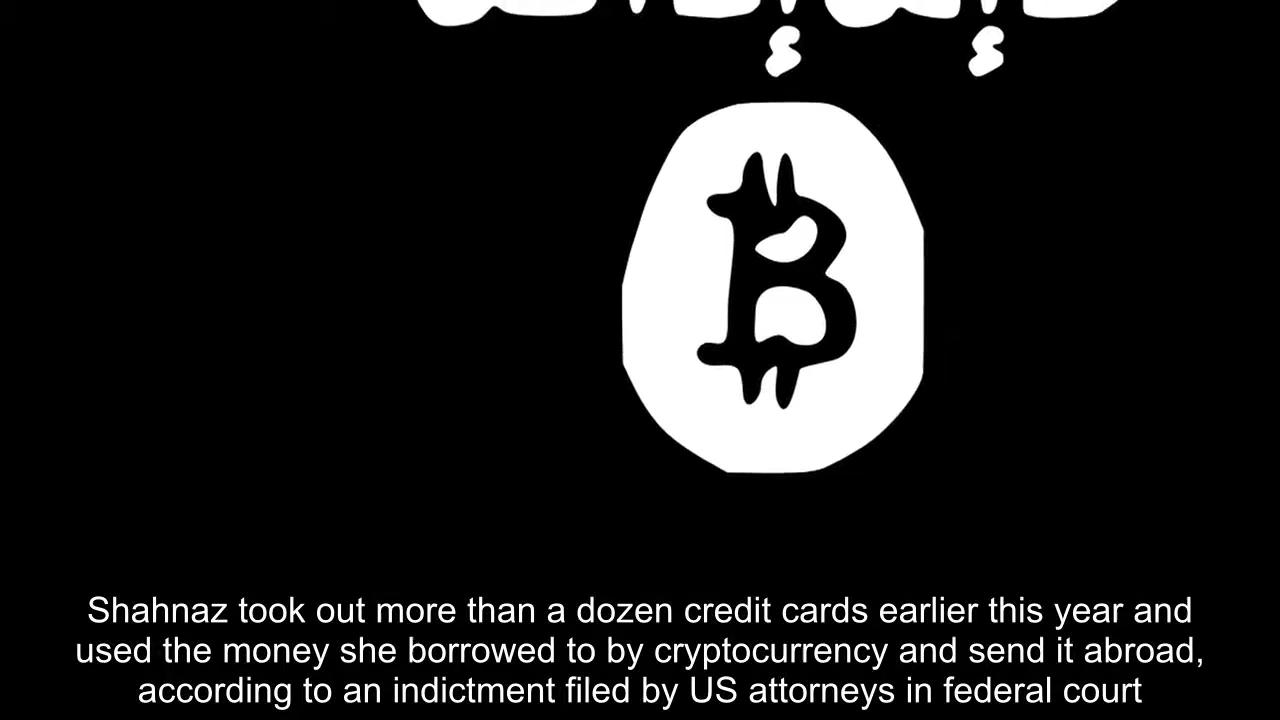 Shahnaz took out more than a dozen credit cards earlier this year and
used the money she borrowed to by cryptocurrency and send it abroad,
according to an indictment filed by US attorneys in federal court